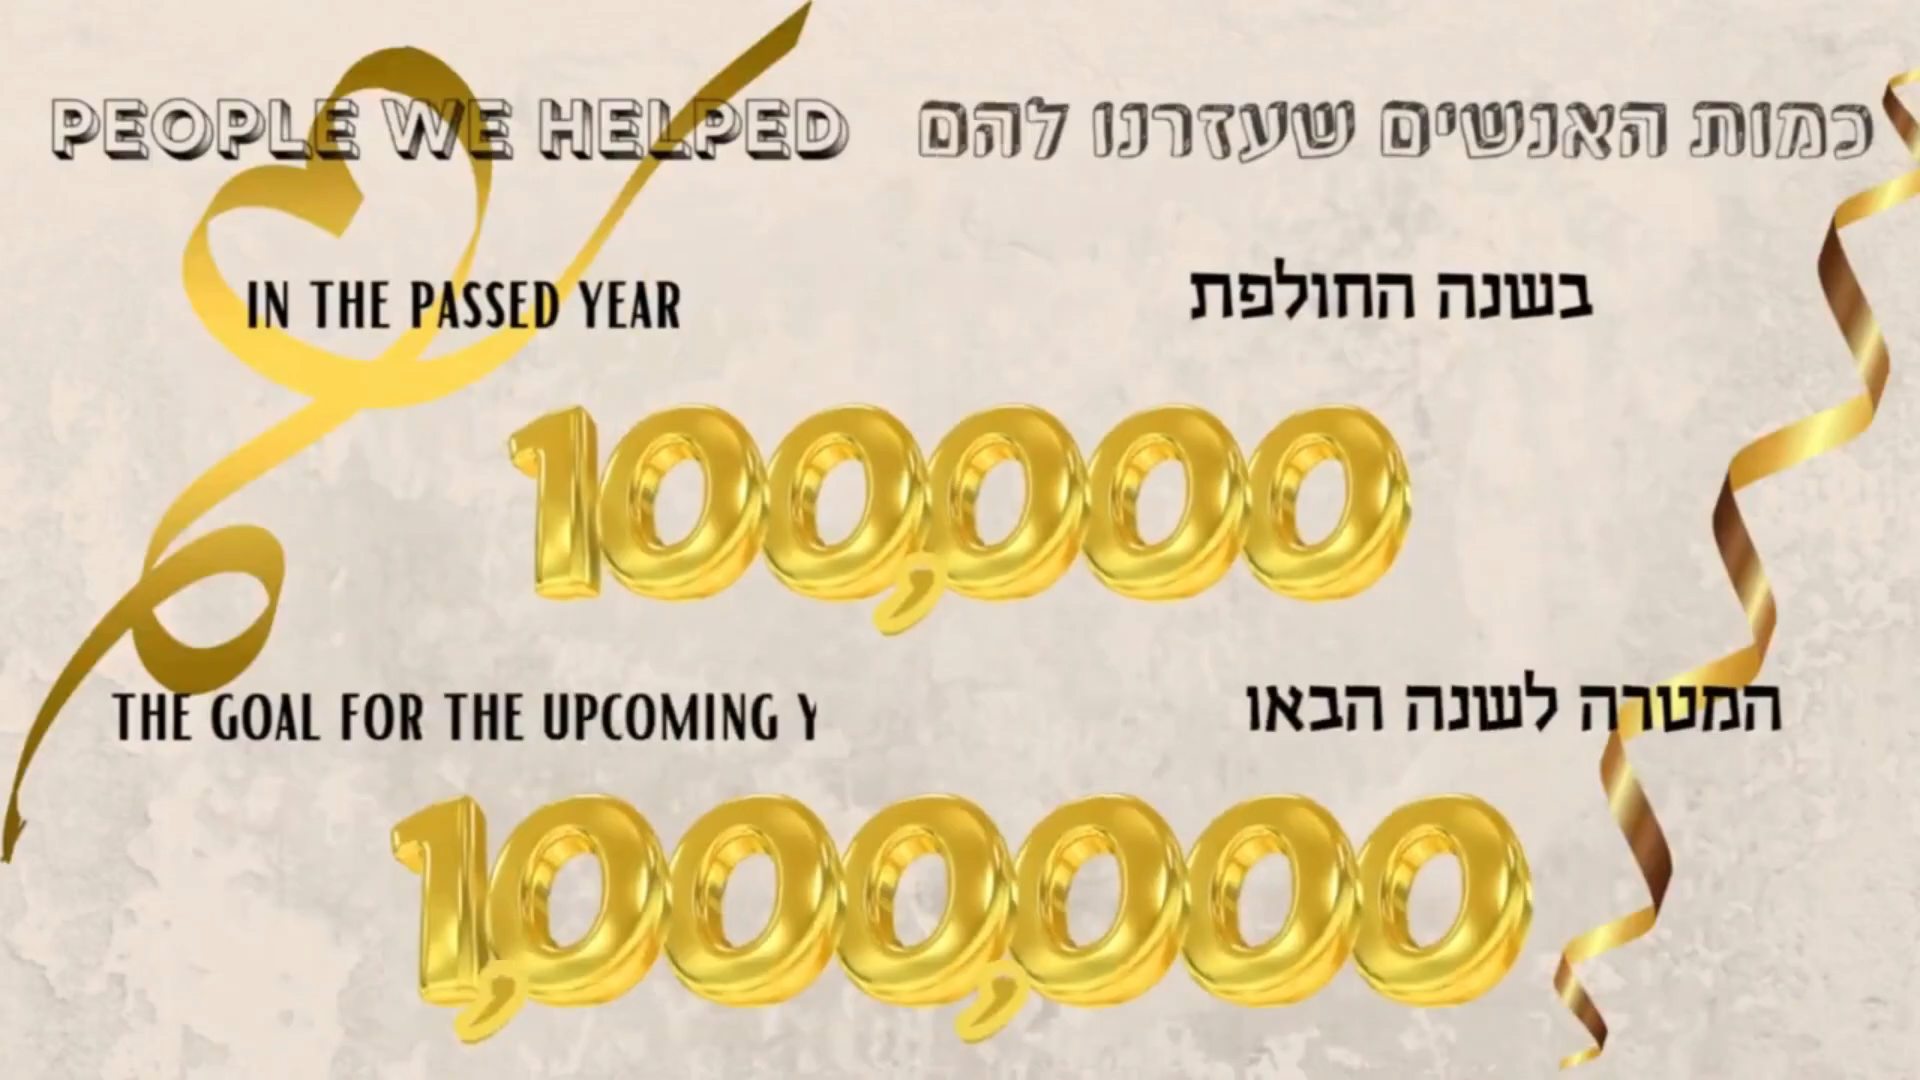 PEOPLE WE HELPED
כמות האנשים שעזרנו להם
IN THE PASSED YEAR
בשנה החולפת
100,000
THE GOAL FOR THE UPCOMING Y
המטרה לשנה הבאו
1,000,000